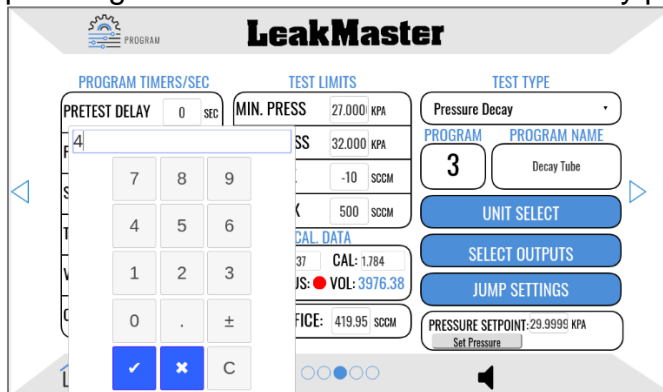 PROGRAM
LeakMaster
PROGRAM TIMERS/SEC
TEST LIMITS
TEST TYPE
PRETEST DELAY 0 SEC
MIN. PRESS 27.000 KPA
Pressure Decay
4
SS 32.000 KPA
PROGRAM
PROGRAM NAME
3
Decay Tube
-10 SCCM
500 SCCM
7 8 9
4 5 6
1 2 3
0 . ±
✔ ✖ C
CAL. DATA
37 CAL: 1.784
US: VOL: 3976.38
FICE: 419.95 SCCM
UNIT SELECT
SELECT OUTPUTS
JUMP SETTINGS
PRESSURE SETPOINT: 29.9999 KPA
Set Pressure